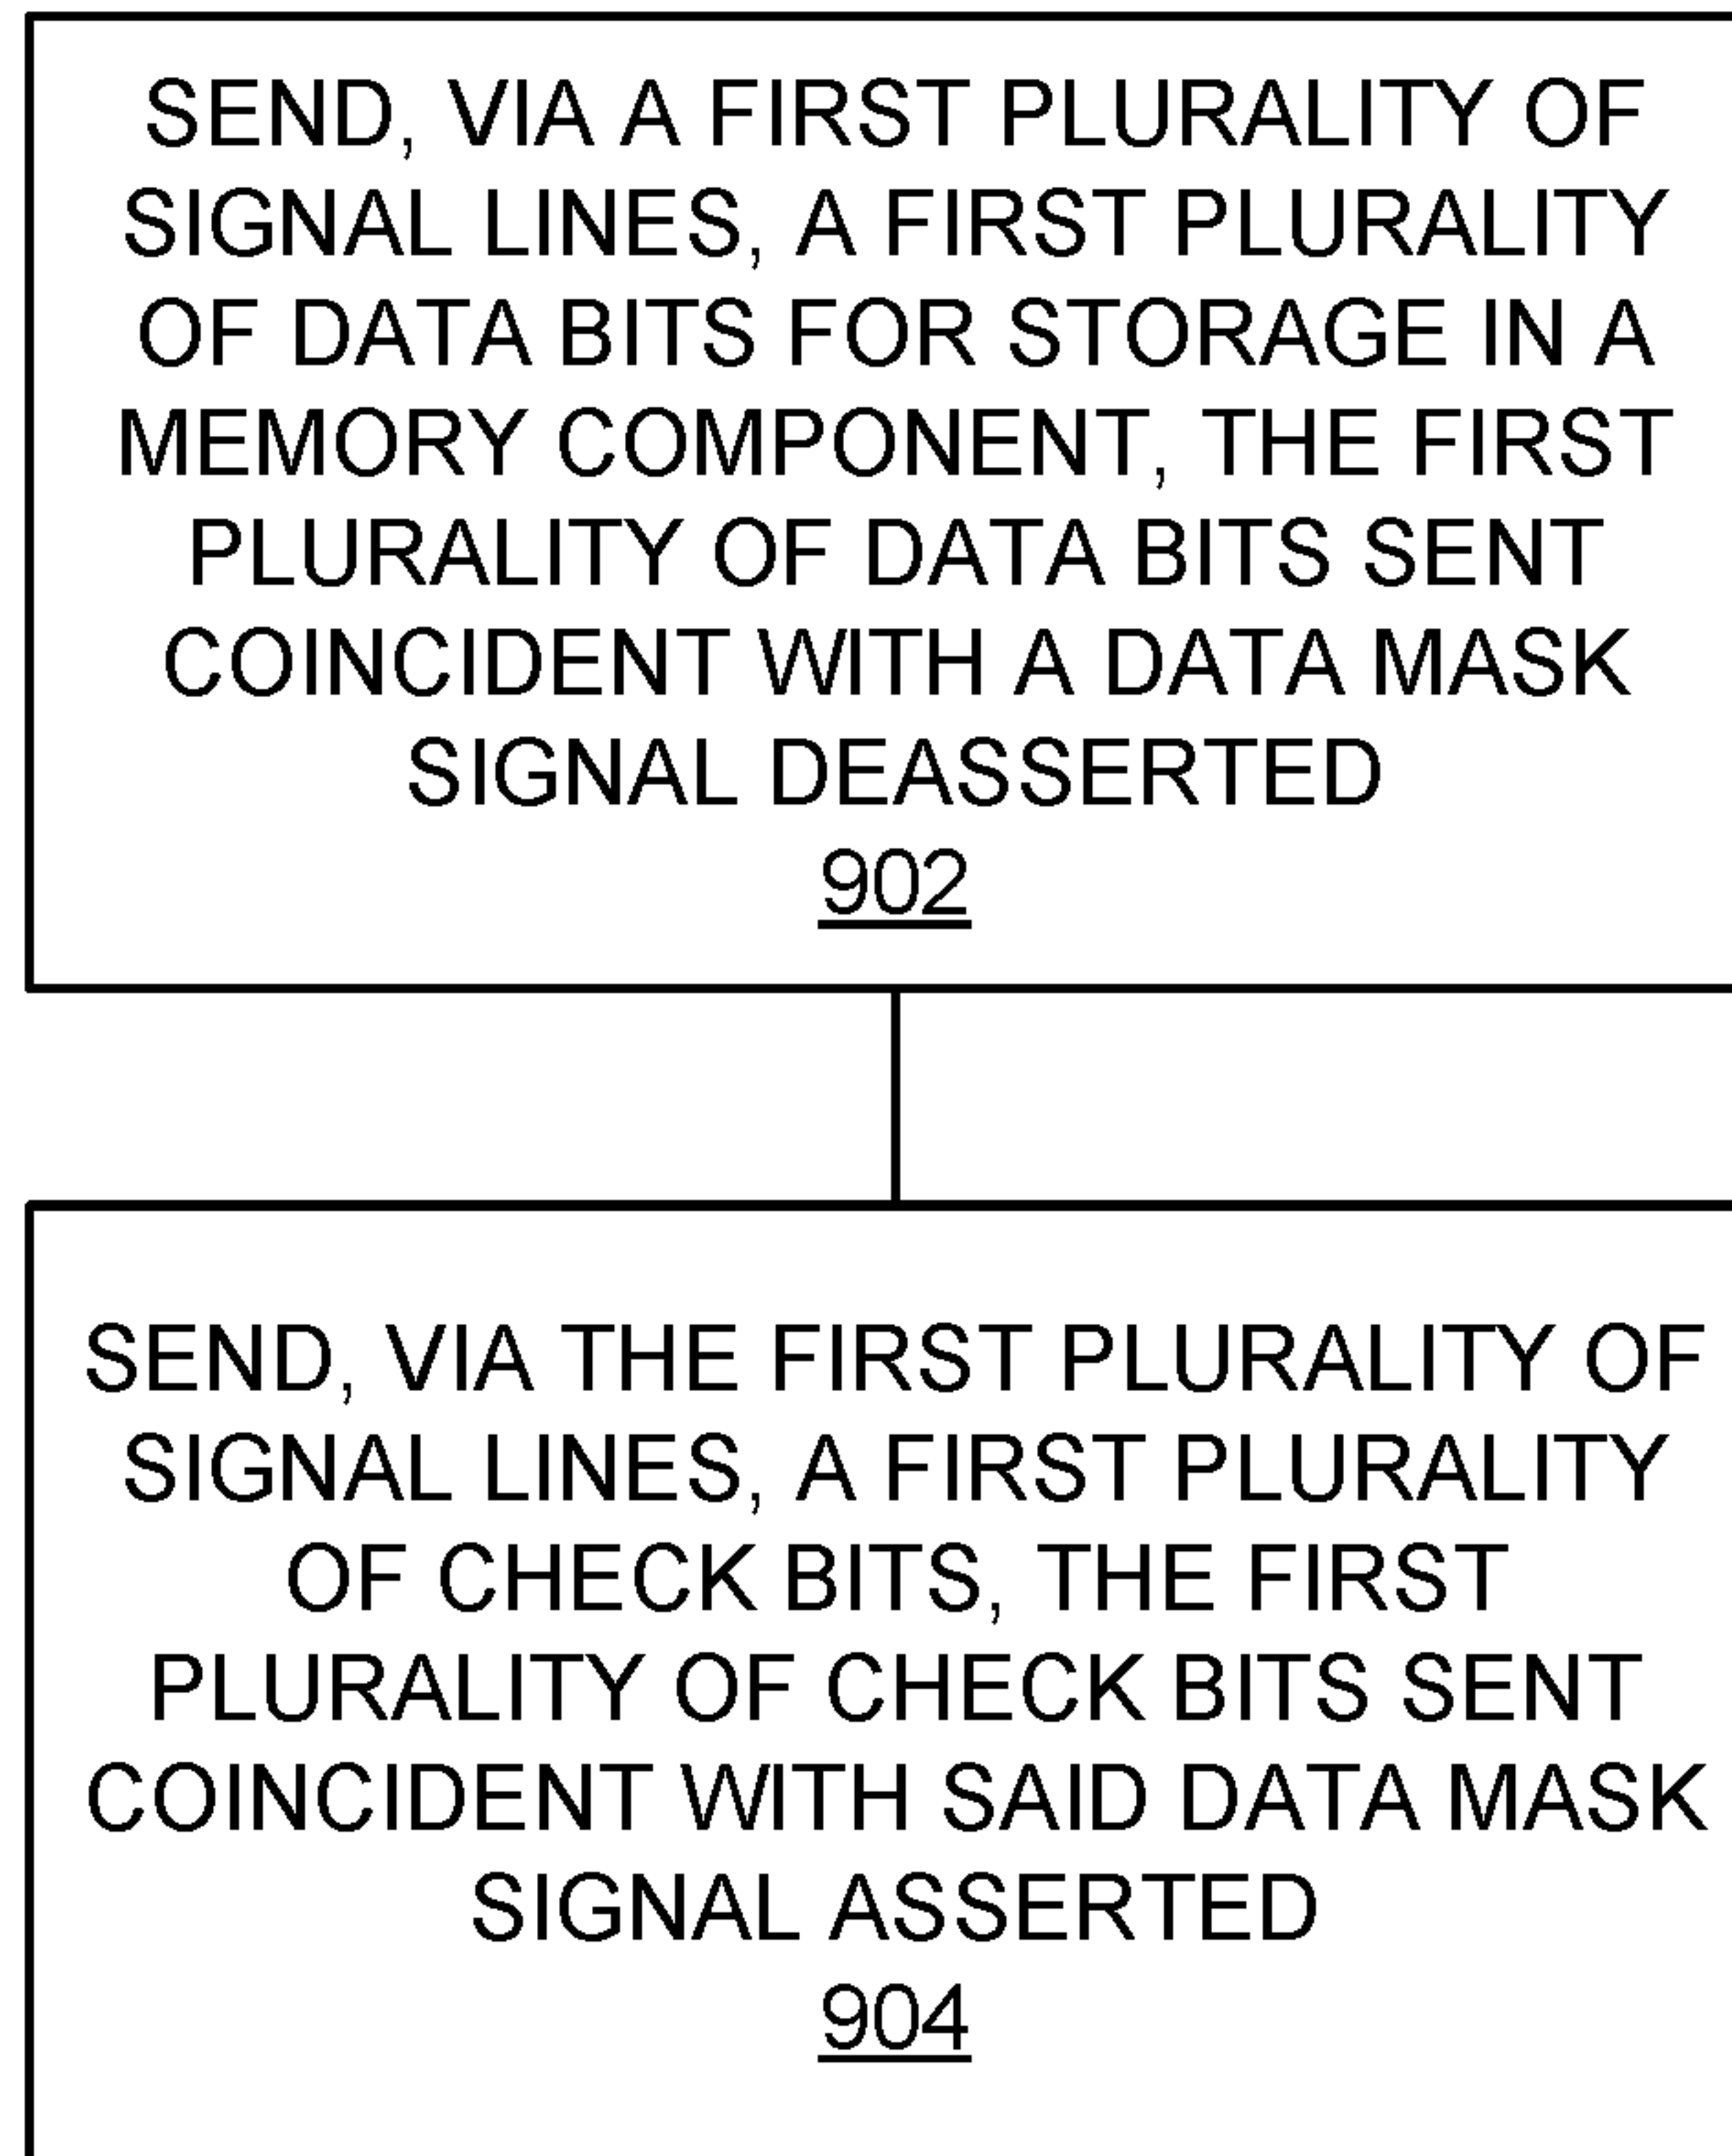 SEND, VIA A FIRST PLURALITY OF
SIGNAL LINES, A FIRST PLURALITY
OF DATA BITS FOR STORAGE IN A
MEMORY COMPONENT, THE FIRST
PLURALITY OF DATA BITS SENT
COINCIDENT WITH A DATA MASK
SIGNAL DEASSERTED
902
SEND, VIA THE FIRST PLURALITY OF
SIGNAL LINES, A FIRST PLURALITY
OF CHECK BITS, THE FIRST
PLURALITY OF CHECK BITS SENT
COINCIDENT WITH SAID DATA MASK
SIGNAL ASSERTED
904